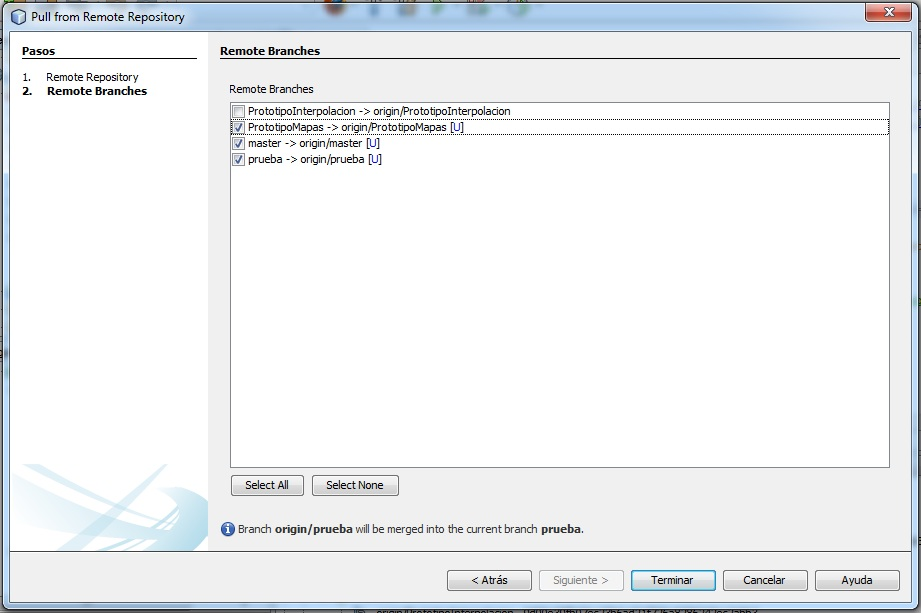 Pull from Remote Repository
Pasos
1. Remote Repository
2. Remote Branches
Remote Branches
Remote Branches
PrototipoInterpolacion -> origin/PrototipoInterpolacion
PrototipoMapas -> origin/PrototipoMapas [U]
master -> origin/master [U]
prueba -> origin/prueba [U]
Select All
Select None
Branch origin/prueba will be merged into the current branch prueba.
< Atrás
Siguiente >
Terminar
Cancelar
Ayuda